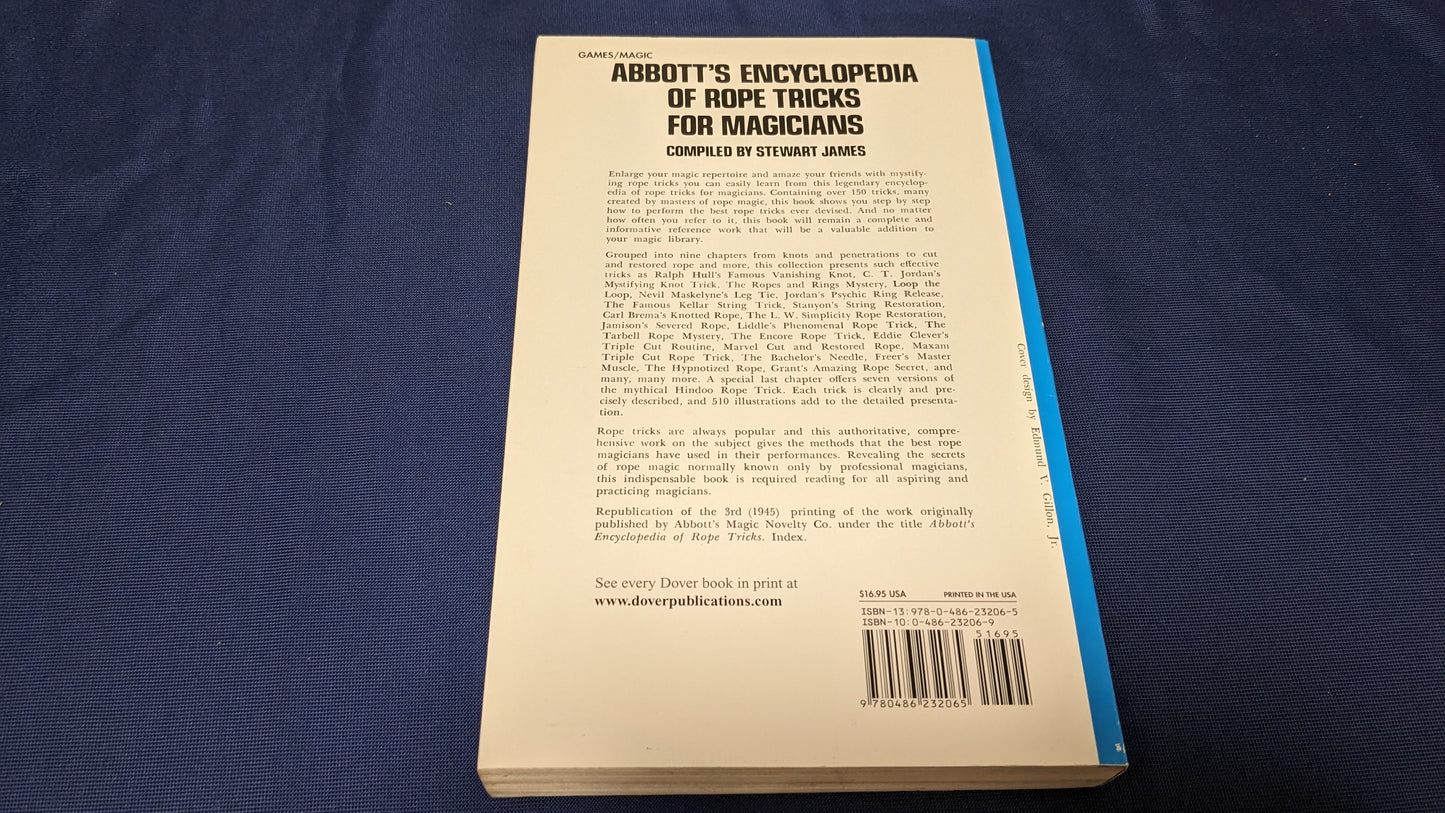 GAMES/MAGIC
ABBOTT'S ENCYCLOPEDIA
OF ROPE TRICKS
FOR MAGICIANS
COMPILED BY STEWART JAMES
Enlarge your magic repertoire and amaze your friends with mystify-
ing rope tricks you can easily learn from this legendary encyclop-
edia of rope tricks for magicians. Containing over 150 tricks, many
created by masters of rope magic, this book shows you step by step
how to perform the best rope tricks ever devised. And no matter
how often you refer to it, this book will remain a complete and
informative reference work that will be a valuable addition to
your magic library.
Grouped into nine chapters from knots and penetrations to cut
and restored rope and more, this collection presents such effective
tricks as Ralph Hull's Famous Vanishing Knot, C. T. Jordan's
Mystifying Knot Trick, The Ropes and Rings Mystery, Loop the
Loop, Nevil Maskelyne's Leg Tie, Jordan's Psychic Ring Release,
The Famous Kellar String Trick, Stanyon's String Restoration,
Carl Brema's Knotted Rope, The L. W. Simplicity Rope Restoration,
Jamison's Severed Rope, Liddle's Phenomenal Rope Trick, The
Tarbell Rope Mystery, The Encore Rope Trick, Eddie Clever's
Triple Cut Routine, Marvel Cut and Restored Rope, Maxam
Triple Cut Rope Trick, The Bachelor's Needle, Freer's Master
Muscle, The Hypnotized Rope, Grant's Amazing Rope Secret, and
many, many more. A special last chapter offers seven versions of
the mythical Hindoo Rope Trick. Each trick is clearly and pre-
cisely described, and 510 illustrations add to the detailed presenta-
tion.
Rope tricks are always popular and this authoritative, compre-
hensive work on the subject gives the methods that the best rope
magicians have used in their performances. Revealing the secrets
of rope magic normally known only by professional magicians,
this indispensable book is required reading for all aspiring and
practicing magicians.
Republication of the 3rd (1945) printing of the work originally
published by Abbott's Magic Novelty Co. under the title Abbott's
Encyclopedia of Rope Tricks. Index.
Cover design by Edmund V. Gillon, Jr.
See every Dover book in print at
www.doverpublications.com
$16.95 USA PRINTED IN THE USA
ISBN-13: 978-0-486-23206-5
ISBN-10: 0-486-23206-9
51695
9 780486 232065